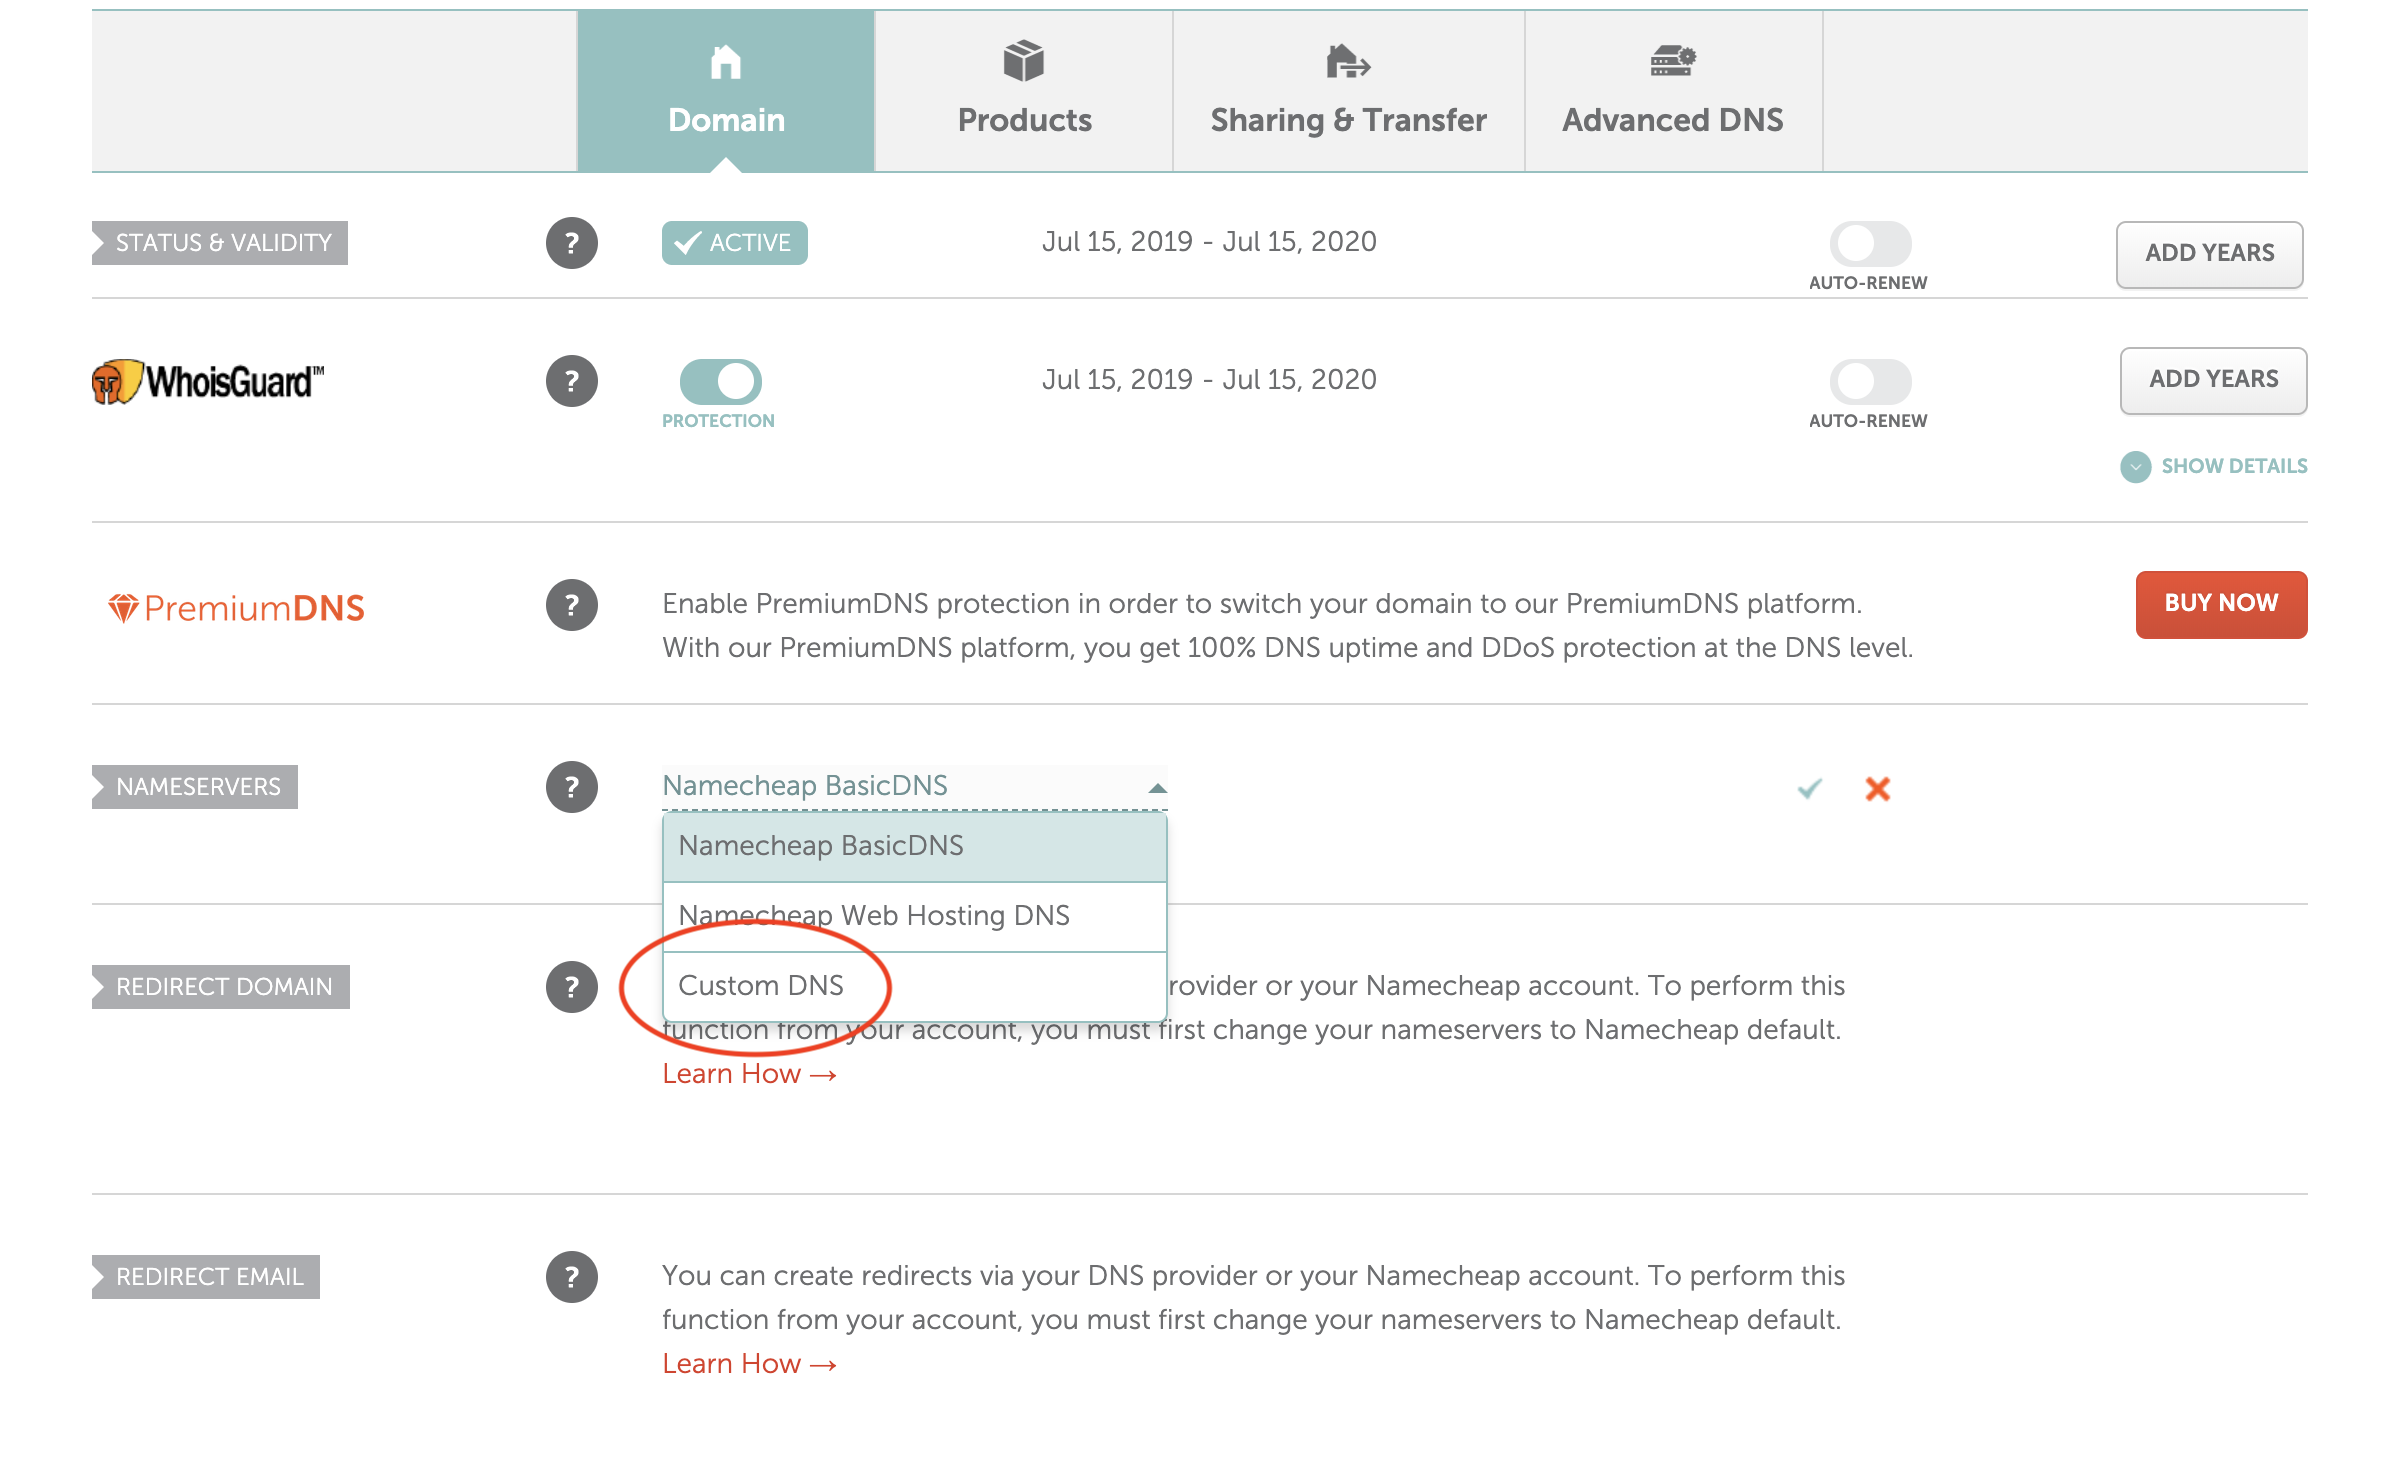 Domain
Products
Sharing & Transfer
Advanced DNS
STATUS & VALIDITY
?
ACTIVE
Jul 15, 2019 - Jul 15, 2020
AUTO-RENEW
ADD YEARS
WhoisGuard™
?
PROTECTION
Jul 15, 2019 - Jul 15, 2020
AUTO-RENEW
ADD YEARS
SHOW DETAILS
PremiumDNS
?
Enable PremiumDNS protection in order to switch your domain to our PremiumDNS platform.
With our PremiumDNS platform, you get 100% DNS uptime and DDoS protection at the DNS level.
BUY NOW
NAMESERVERS
?
Namecheap BasicDNS
Namecheap BasicDNS
Namecheap Web Hosting DNS
Custom DNS
REDIRECT DOMAIN
?
rovider or your Namecheap account. To perform this
function from your account, you must first change your nameservers to Namecheap default.
Learn How →
REDIRECT EMAIL
?
You can create redirects via your DNS provider or your Namecheap account. To perform this
function from your account, you must first change your nameservers to Namecheap default.
Learn How →